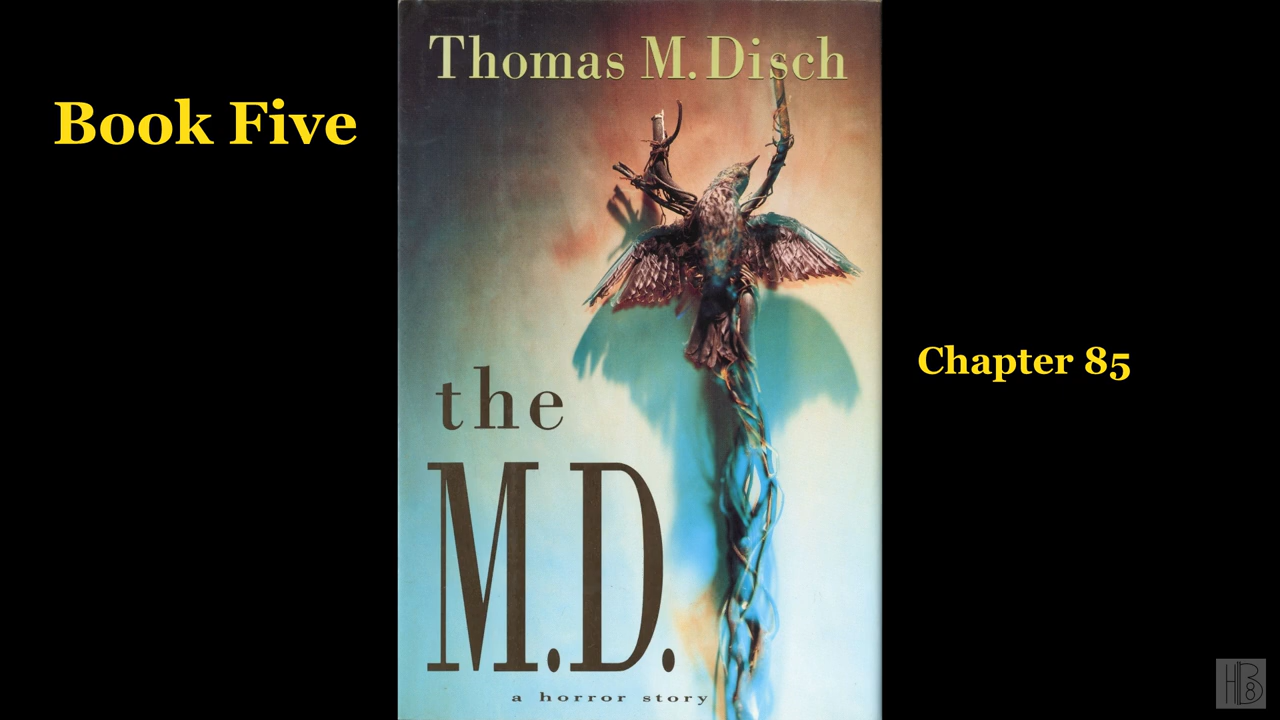 Thomas M. Disch
Book Five
Chapter 85
the
M.D.
a horror story